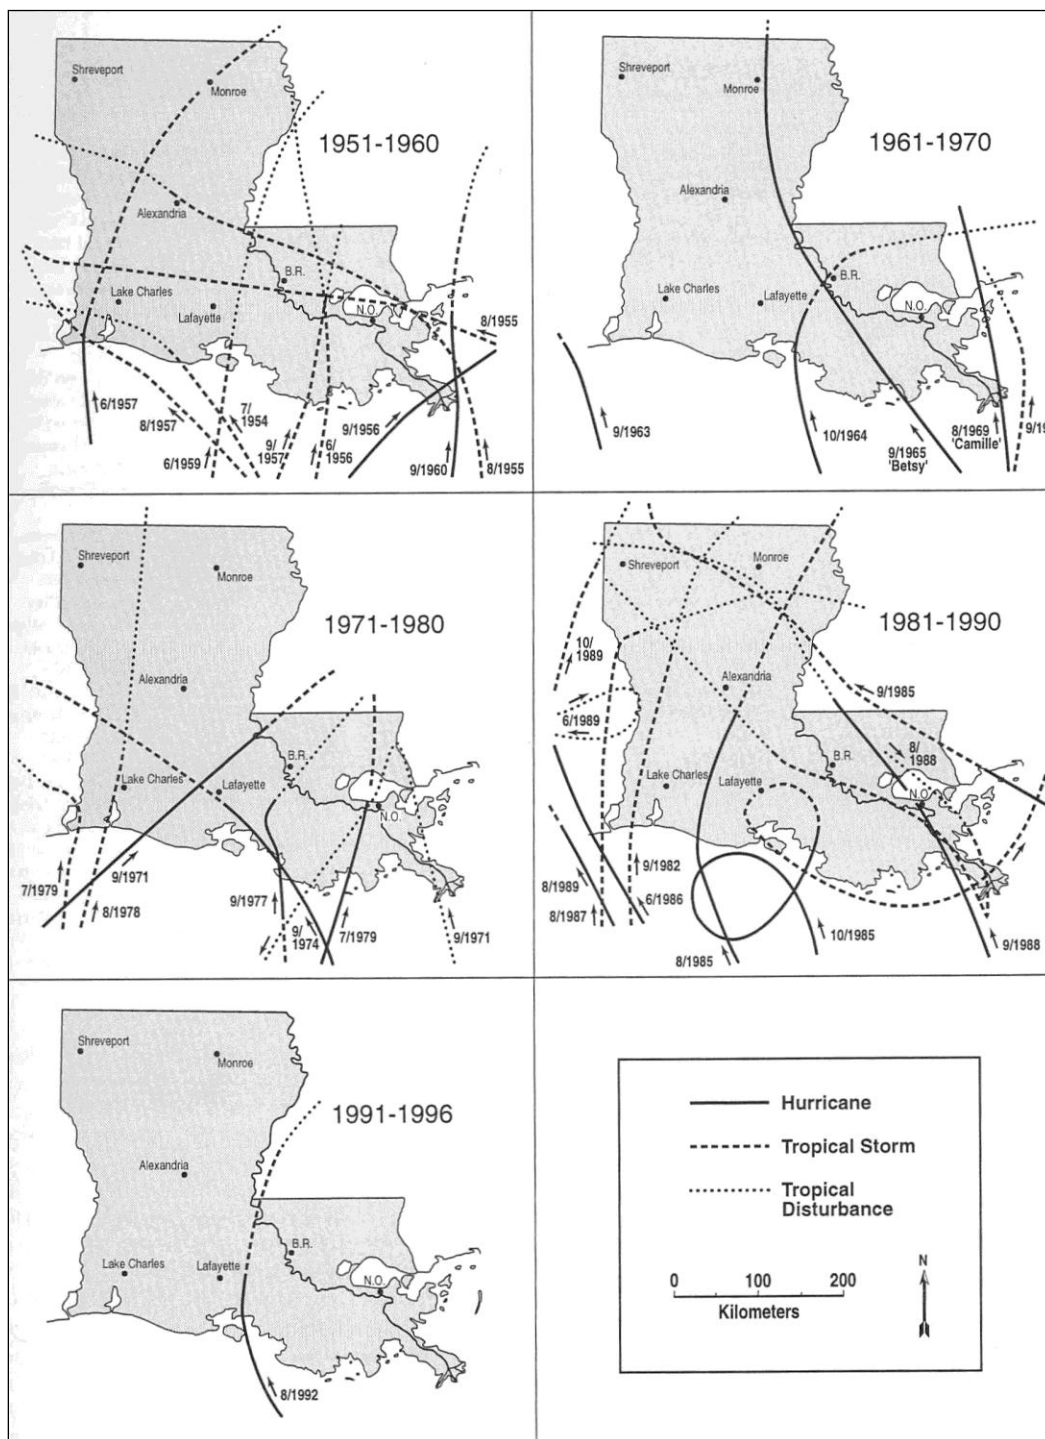 Shreveport
Monroe
1951-1960
Alexandria
B.R.
Lake Charles
Lafayette
N.O.
8/1955
6/1957
8/1957
7/
1954
6/1959
9/
1957
6/
1956
9/1956
9/1960
8/1955
Shreveport
Monroe
1961-1970
Alexandria
B.R.
Lake Charles
Lafayette
N.O.
9/1963
10/1964
9/1965
'Betsy'
8/1969
'Camille'
Shreveport
Monroe
1971-1980
Alexandria
B.R.
Lake Charles
Lafayette
N.O.
7/1979
9/1971
8/1978
9/1977
9/
1974
7/1979
9/1971
Shreveport
Monroe
1981-1990
10/
1989
Alexandria
9/1985
6/1989
8/
1988
B.R.
Lake Charles
Lafayette
N.O.
8/1989
8/1987
9/1982
6/1986
8/1985
10/1985
9/1988
Shreveport
Monroe
1991-1996
Alexandria
B.R.
Lake Charles
Lafayette
N.O.
8/1992
Hurricane
Tropical Storm
Tropical
Disturbance
N
0 100 200
Kilometers